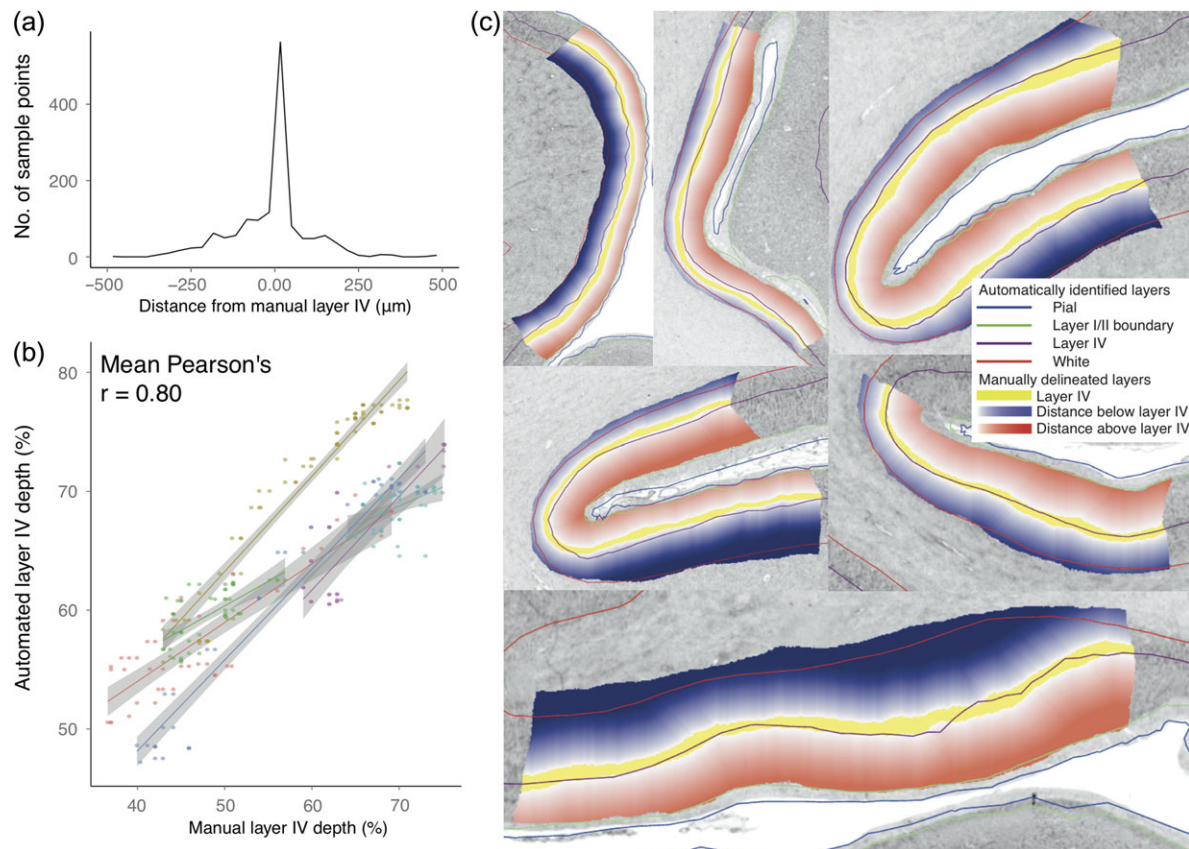 (a)
No. of sample points
400
200
0
−500
−250
0.00
250
500
Distance from manual layer IV (μm)
(b)
Mean Pearson's
r = 0.80
Automated layer IV depth (%)
80
70
60
50
40
50
60
70
Manual layer IV depth (%)
(c)
Automatically identified layers
Pial
Layer I/II boundary
Layer IV
White
Manually delineated layers
Layer IV
Distance below layer IV
Distance above layer IV